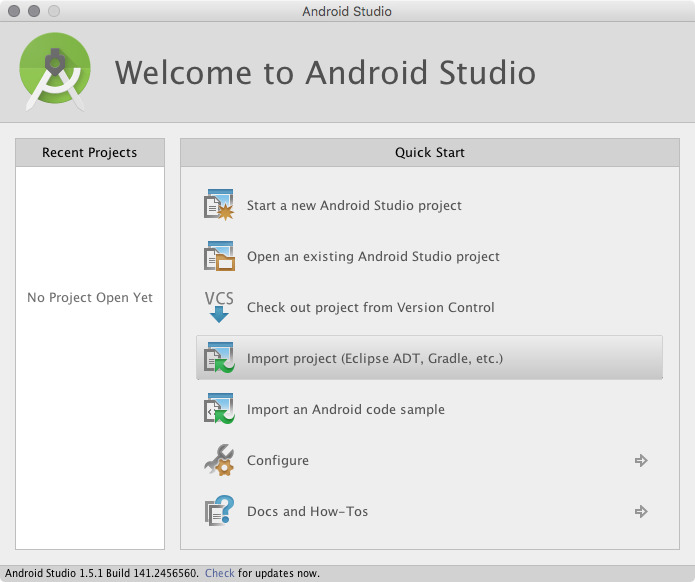 Android Studio
Welcome to Android Studio
Recent Projects
No Project Open Yet
Quick Start
Start a new Android Studio project
Open an existing Android Studio project
VCS
Check out project from Version Control
Import project (Eclipse ADT, Gradle, etc.)
Import an Android code sample
Configure
Docs and How-Tos
Android Studio 1.5.1 Build 141.2456560. Check for updates now.